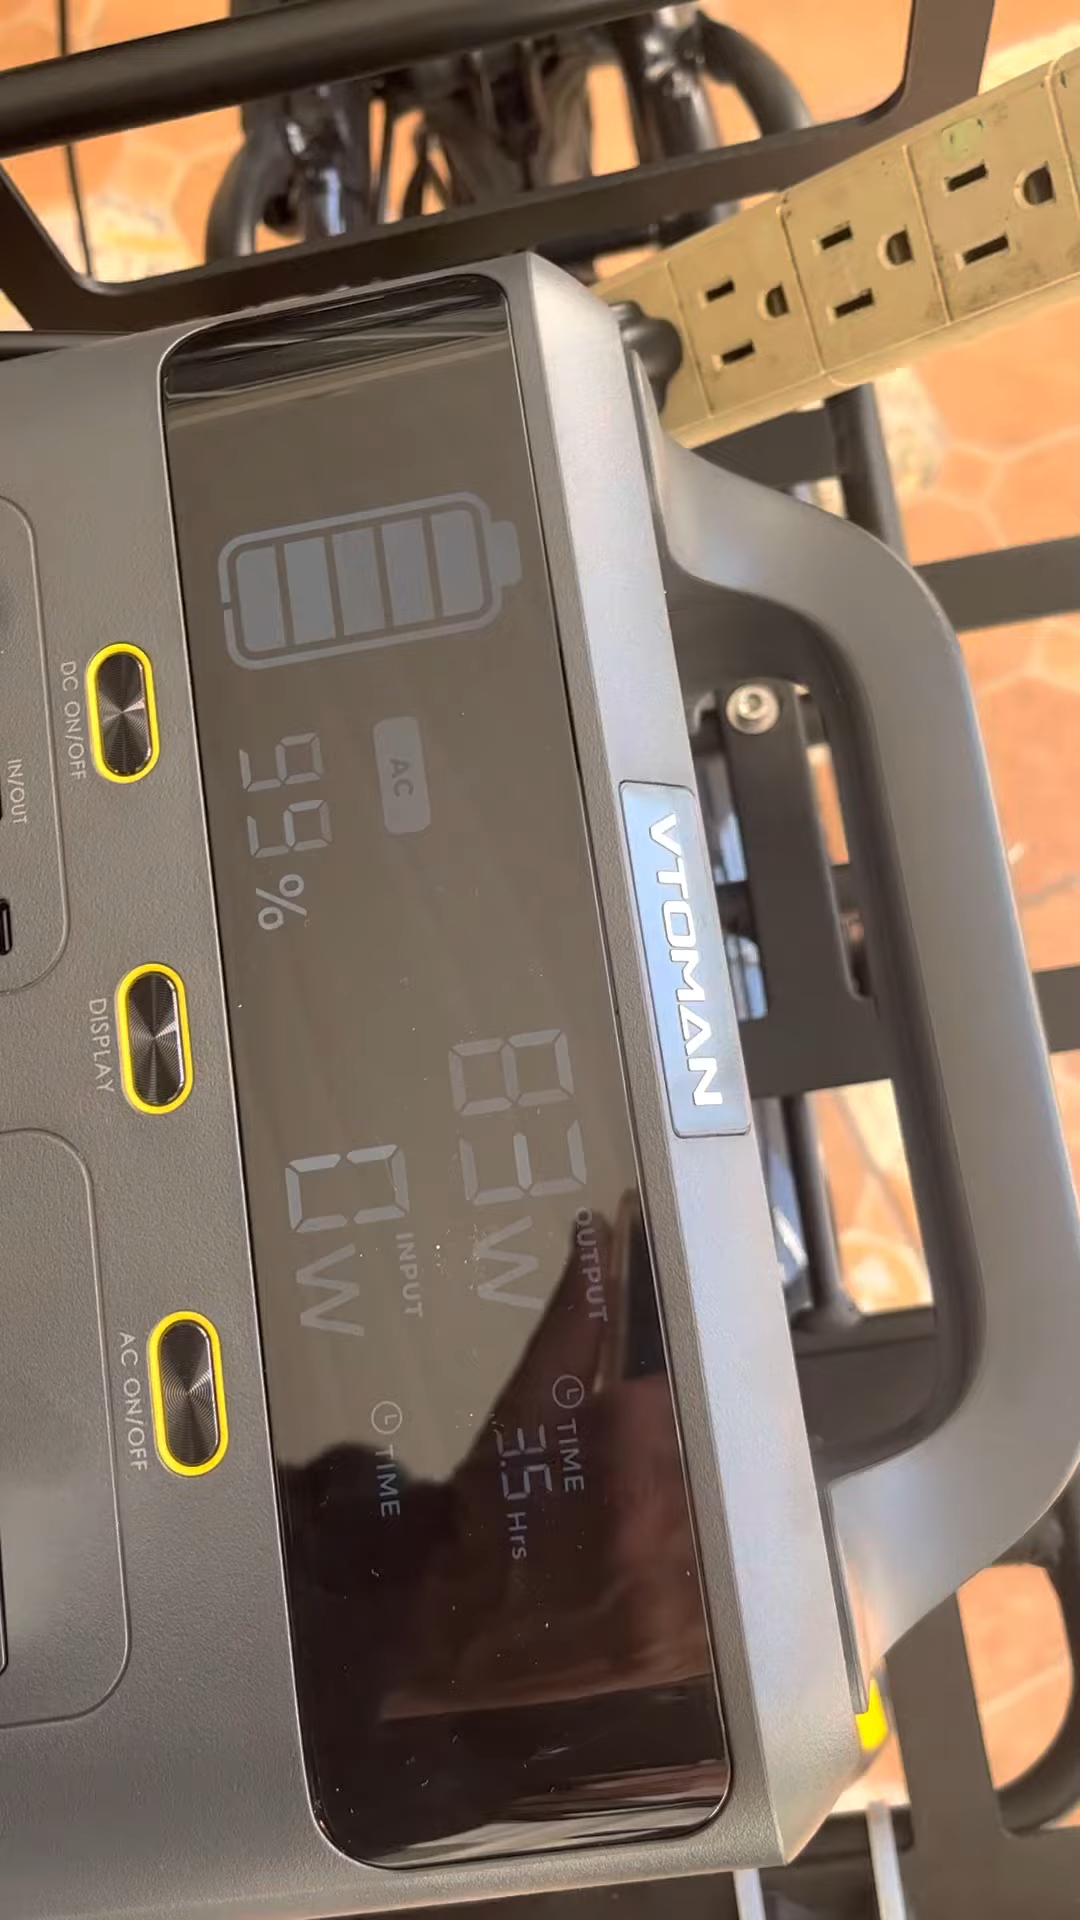 VTOMAN
OUTPUT
83W
TIME
3.5 Hrs
AC
99%
INPUT
0W
TIME
DC ON/OFF
DISPLAY
AC ON/OFF
IN/OUT